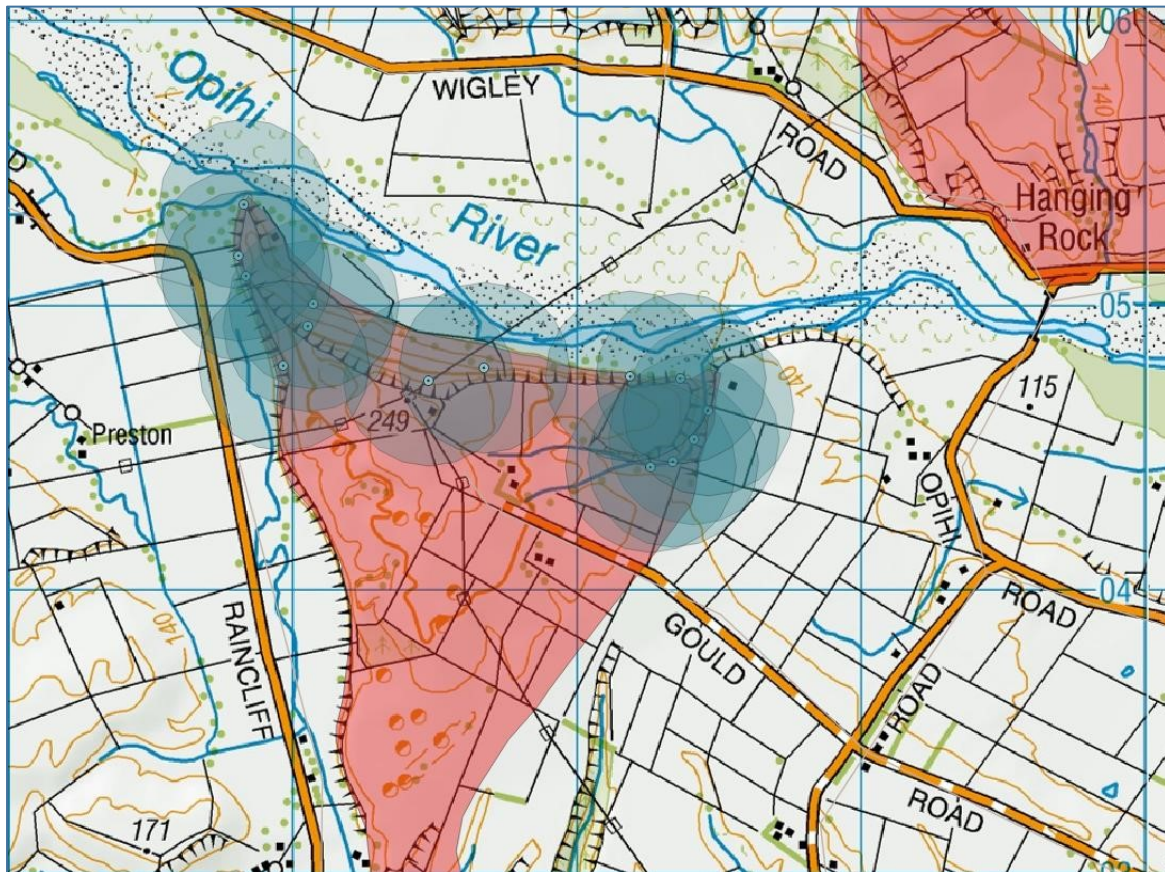 06
Opihi
WIGLEY
140
ROAD
Hanging
Rock
D
River
05
140
115
249
Preston
OPIHI
04
ROAD
140
RAINCLIFF
GOULD
ROAD
171
ROAD